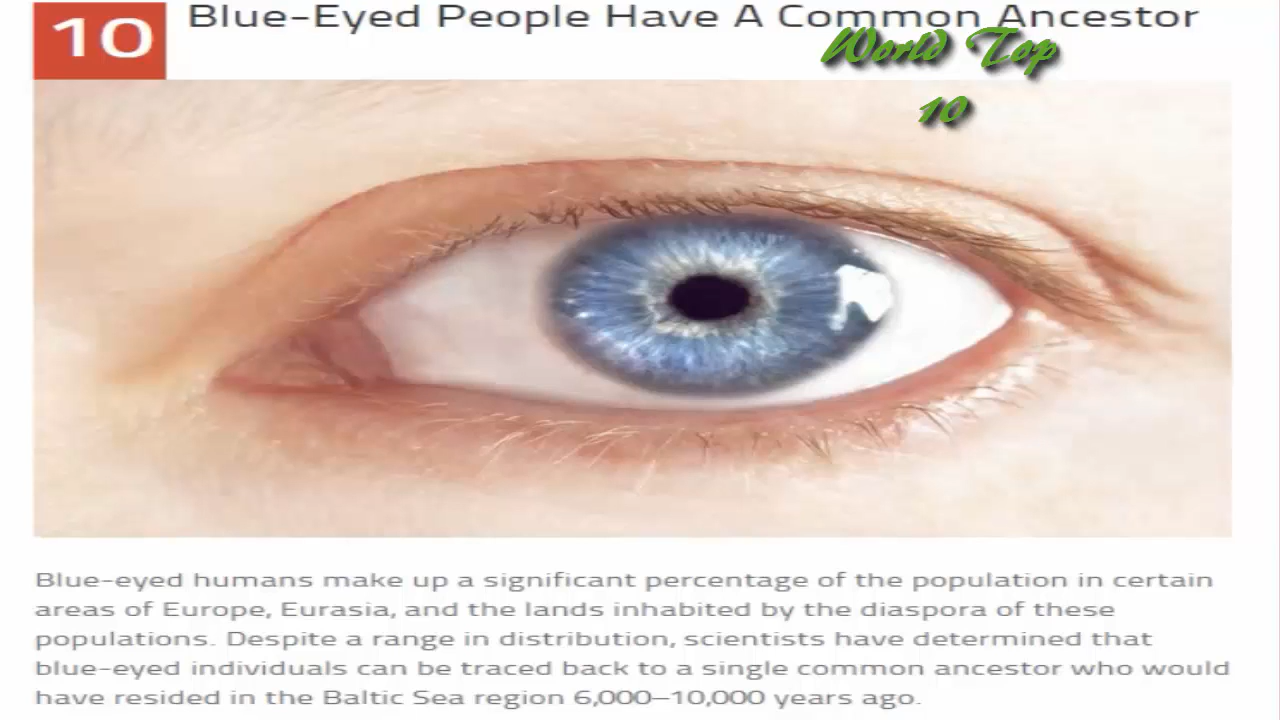 10
Blue-Eyed People Have A Common Ancestor
World Top
10
Blue-eyed humans make up a significant percentage of the population in certain
areas of Europe, Eurasia, and the lands inhabited by the diaspora of these
populations. Despite a range in distribution, scientists have determined that
blue-eyed individuals can be traced back to a single common ancestor who would
have resided in the Baltic Sea region 6,000–10,000 years ago.